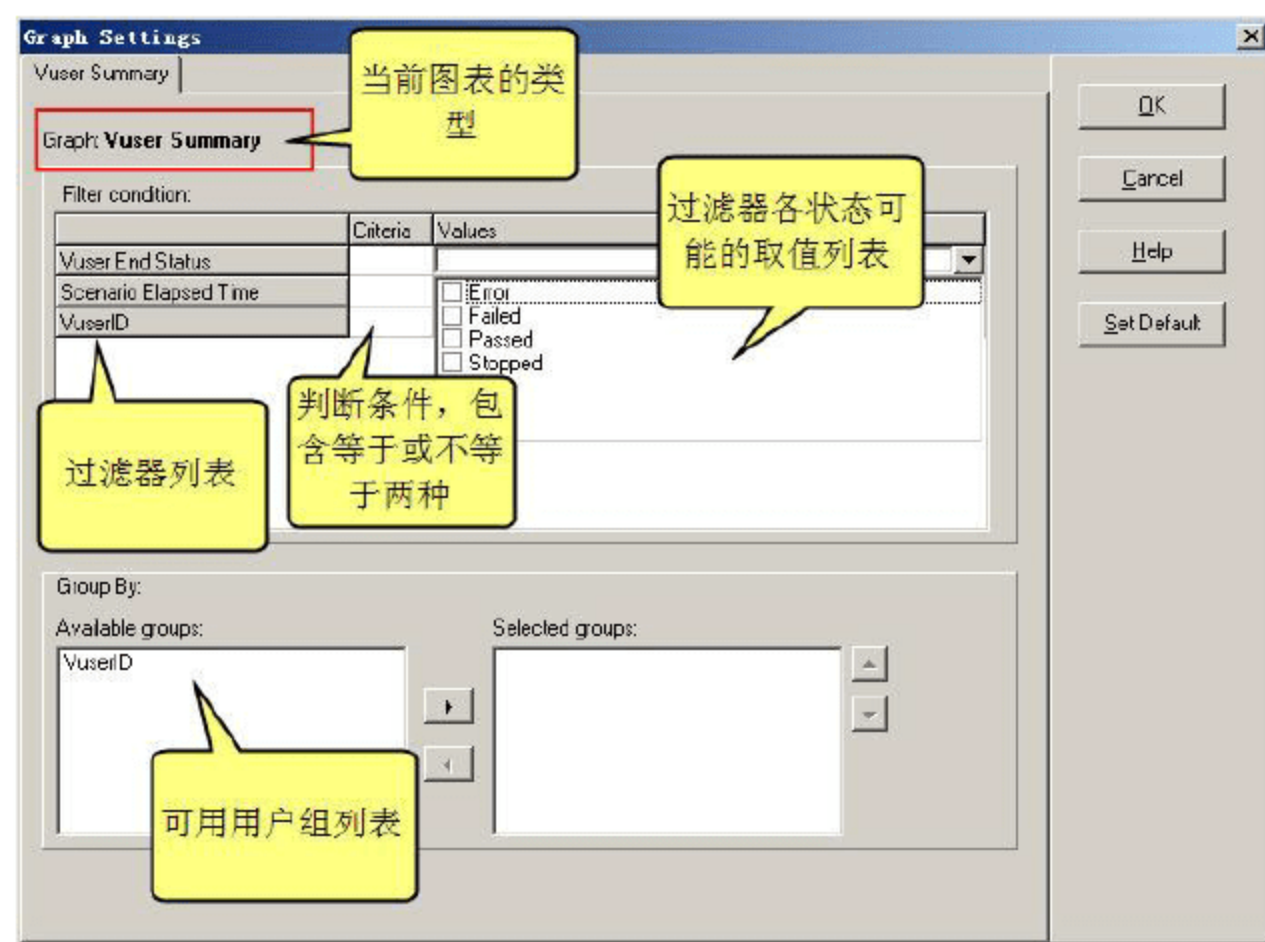 Graph Settings
Vuser Summary
当前图表的类
型
Graph: Vuser Summary
OK
Cancel
Help
Set Default
Filter condition:
过滤器各状态可
能的取值列表
Criteria
Values
Vuser End Status
Scenario Elapsed Time
VuserID
Error
Failed
Passed
Stopped
过滤器列表
判断条件，包
含等于或不等
于两种
Group By:
Available groups:
Selected groups:
VuserID
可用用户组列表